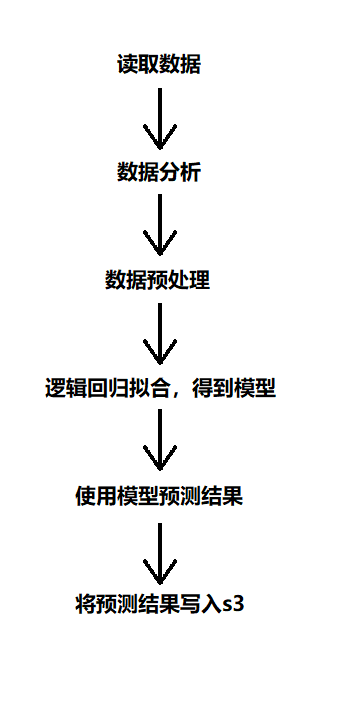 读取数据
数据分析
数据预处理
逻辑回归拟合，得到模型
使用模型预测结果
将预测结果写入s3